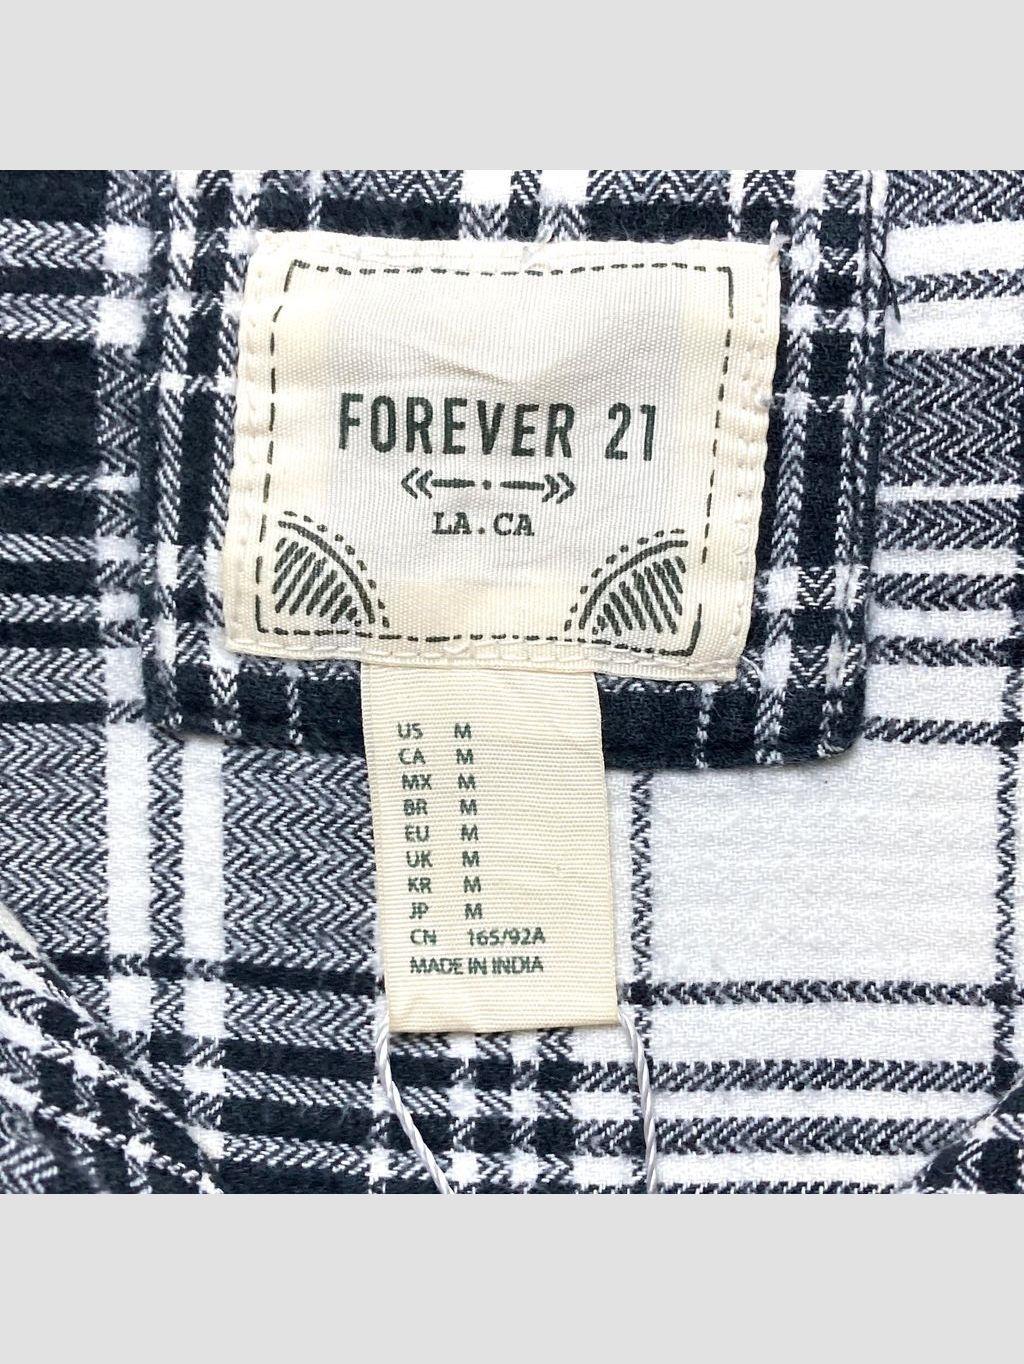 FOREVER 21
LA.CA
US M
CA M
MX M
BR M
EU M
UK M
KR M
JP M
CN 165/92A
MADE IN INDIA